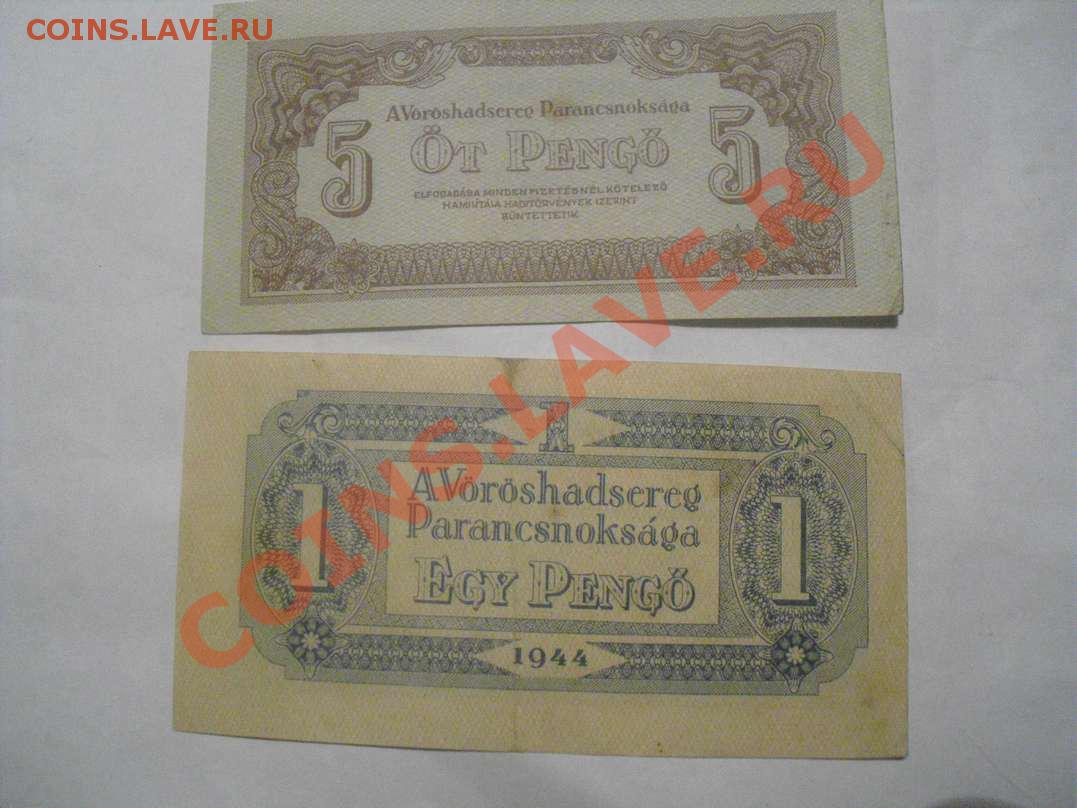 COINS.LAVE.RU
A Vöröshadsereg Parancsnoksága
5 ÖT PENGŐ 5
ELFOGADÁSA MINDEN FIZETÉSNÉL KÖTELEZŐ
HAMISÍTÁSA HADITÖRVÉNYEK SZERINT
BÜNTETTETIK
1
A Vöröshadsereg
1 Parancsnoksága 1
EGY PENGŐ
1944
COINS.LAVE.RU